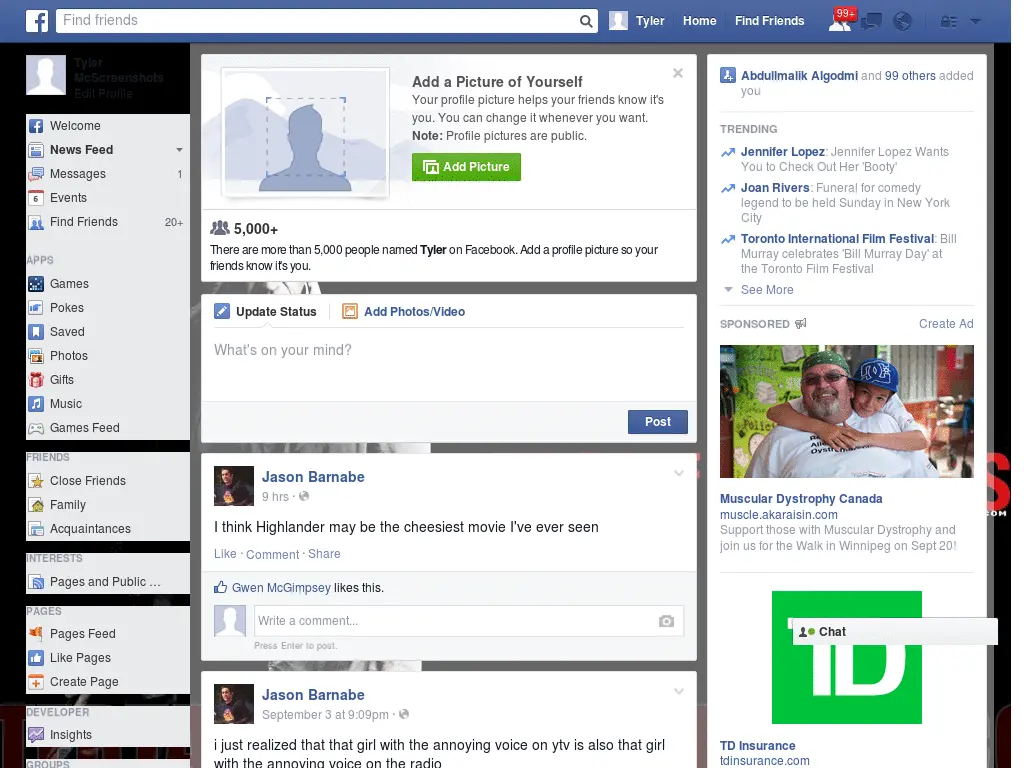 Find friends
Tyler
Home
Find Friends
99+
Tyler
McScreenshots
Edit Profile
Welcome
News Feed
Messages 1
6 Events
Find Friends 20+
APPS
Games
Pokes
Saved
Photos
Gifts
Music
Games Feed
FRIENDS
Close Friends
Family
Acquaintances
INTERESTS
Pages and Public ...
PAGES
Pages Feed
Like Pages
Create Page
DEVELOPER
Insights
GROUPS
Add a Picture of Yourself
Your profile picture helps your friends know it's
you. You can change it whenever you want.
Note: Profile pictures are public.
Add Picture
5,000+
There are more than 5,000 people named Tyler on Facebook. Add a profile picture so your
friends know it's you.
Update Status
Add Photos/Video
What's on your mind?
Post
Jason Barnabe
9 hrs ·
I think Highlander may be the cheesiest movie I've ever seen
Like · Comment · Share
Gwen McGimpsey likes this.
Write a comment...
Press Enter to post.
Jason Barnabe
September 3 at 9:09pm ·
i just realized that that girl with the annoying voice on ytv is also that girl
with the annoying voice on the radio
Abdullmalik Algodmi and 99 others added
you
TRENDING
Jennifer Lopez: Jennifer Lopez Wants
You to Check Out Her 'Booty'
Joan Rivers: Funeral for comedy
legend to be held Sunday in New York
City
Toronto International Film Festival: Bill
Murray celebrates 'Bill Murray Day' at
the Toronto Film Festival
See More
SPONSORED
Create Ad
Muscular Dystrophy Canada
muscle.akaraisin.com
Support those with Muscular Dystrophy and
join us for the Walk in Winnipeg on Sept 20!
Chat
TD
TD Insurance
tdinsurance.com